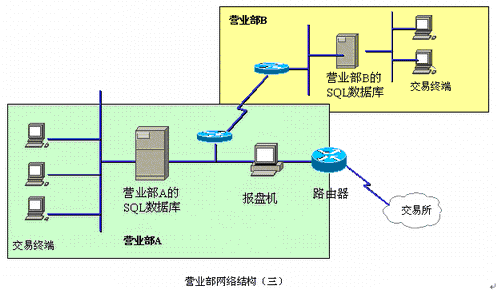 营业部B
营业部B的
SQL数据库
交易终端
营业部A的
SQL数据库
报盘机
路由器
交易所
交易终端
营业部A
营业部网络结构（三）